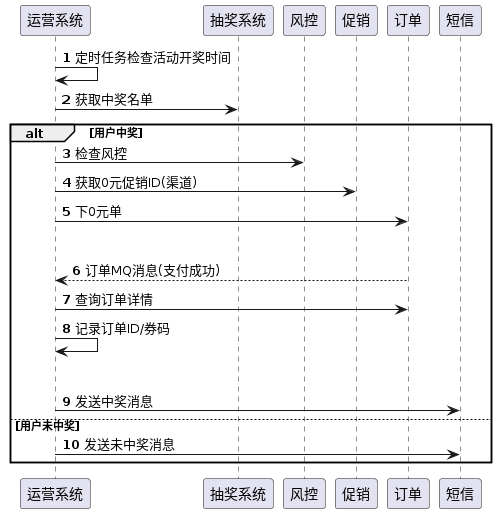 运营系统 抽奖系统 风控 促销 订单 短信
1 定时任务检查活动开奖时间
2 获取中奖名单
alt [用户中奖]
3 检查风控
4 获取0元促销ID(渠道)
5 下0元单
6 订单MQ消息(支付成功)
7 查询订单详情
8 记录订单ID/券码
9 发送中奖消息
[用户未中奖]
10 发送未中奖消息
运营系统 抽奖系统 风控 促销 订单 短信